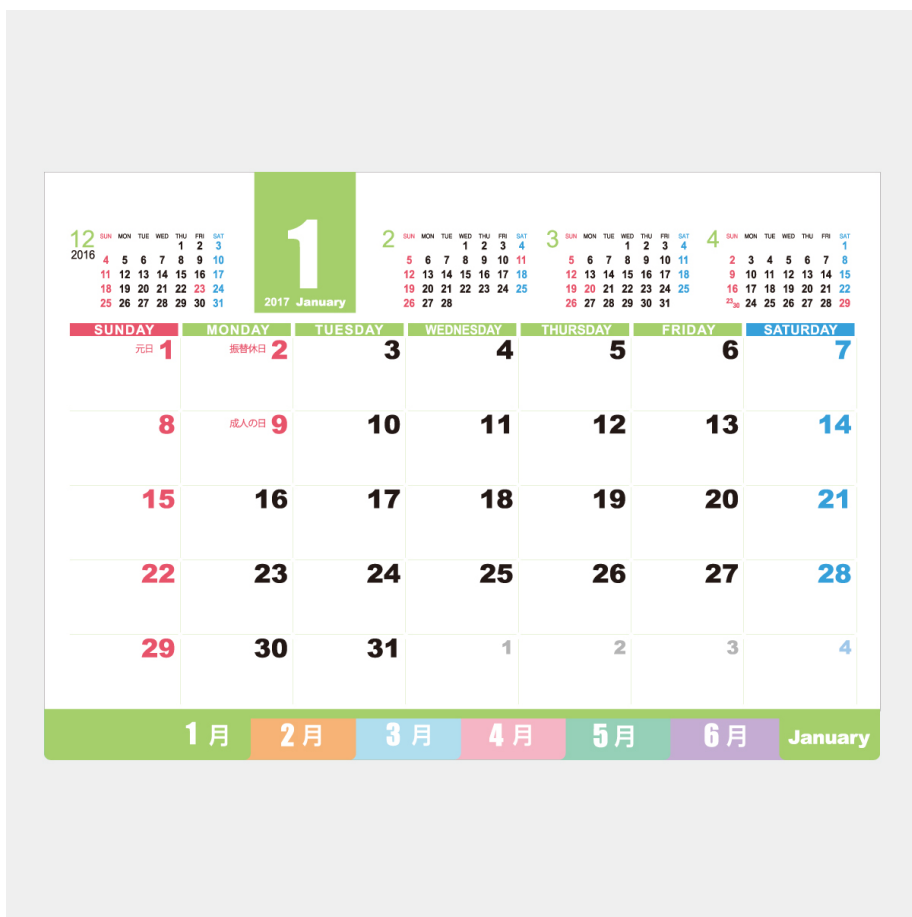 12
2016
SUN MON TUE WED THU FRI SAT
1 2 3
4 5 6 7 8 9 10
11 12 13 14 15 16 17
18 19 20 21 22 23 24
25 26 27 28 29 30 31
1
2017 January
2
SUN MON TUE WED THU FRI SAT
1 2 3 4
5 6 7 8 9 10 11
12 13 14 15 16 17 18
19 20 21 22 23 24 25
26 27 28
3
SUN MON TUE WED THU FRI SAT
1 2 3 4
5 6 7 8 9 10 11
12 13 14 15 16 17 18
19 20 21 22 23 24 25
26 27 28 29 30 31
4
SUN MON TUE WED THU FRI SAT
1
2 3 4 5 6 7 8
9 10 11 12 13 14 15
16 17 18 19 20 21 22
23 30 24 25 26 27 28 29
SUNDAY MONDAY TUESDAY WEDNESDAY THURSDAY FRIDAY SATURDAY
元日 1 振替休日 2 3 4 5 6 7
8 成人の日 9 10 11 12 13 14
15 16 17 18 19 20 21
22 23 24 25 26 27 28
29 30 31 1 2 3 4
1月 2月 3月 4月 5月 6月 January